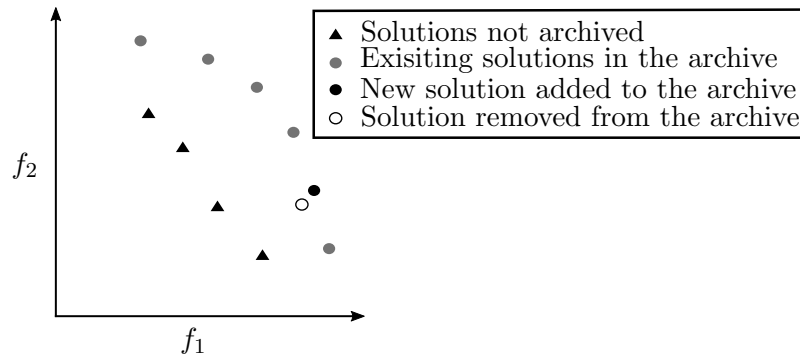 Solutions not archived
Exisiting solutions in the archive
New solution added to the archive
Solution removed from the archive
f2
f1